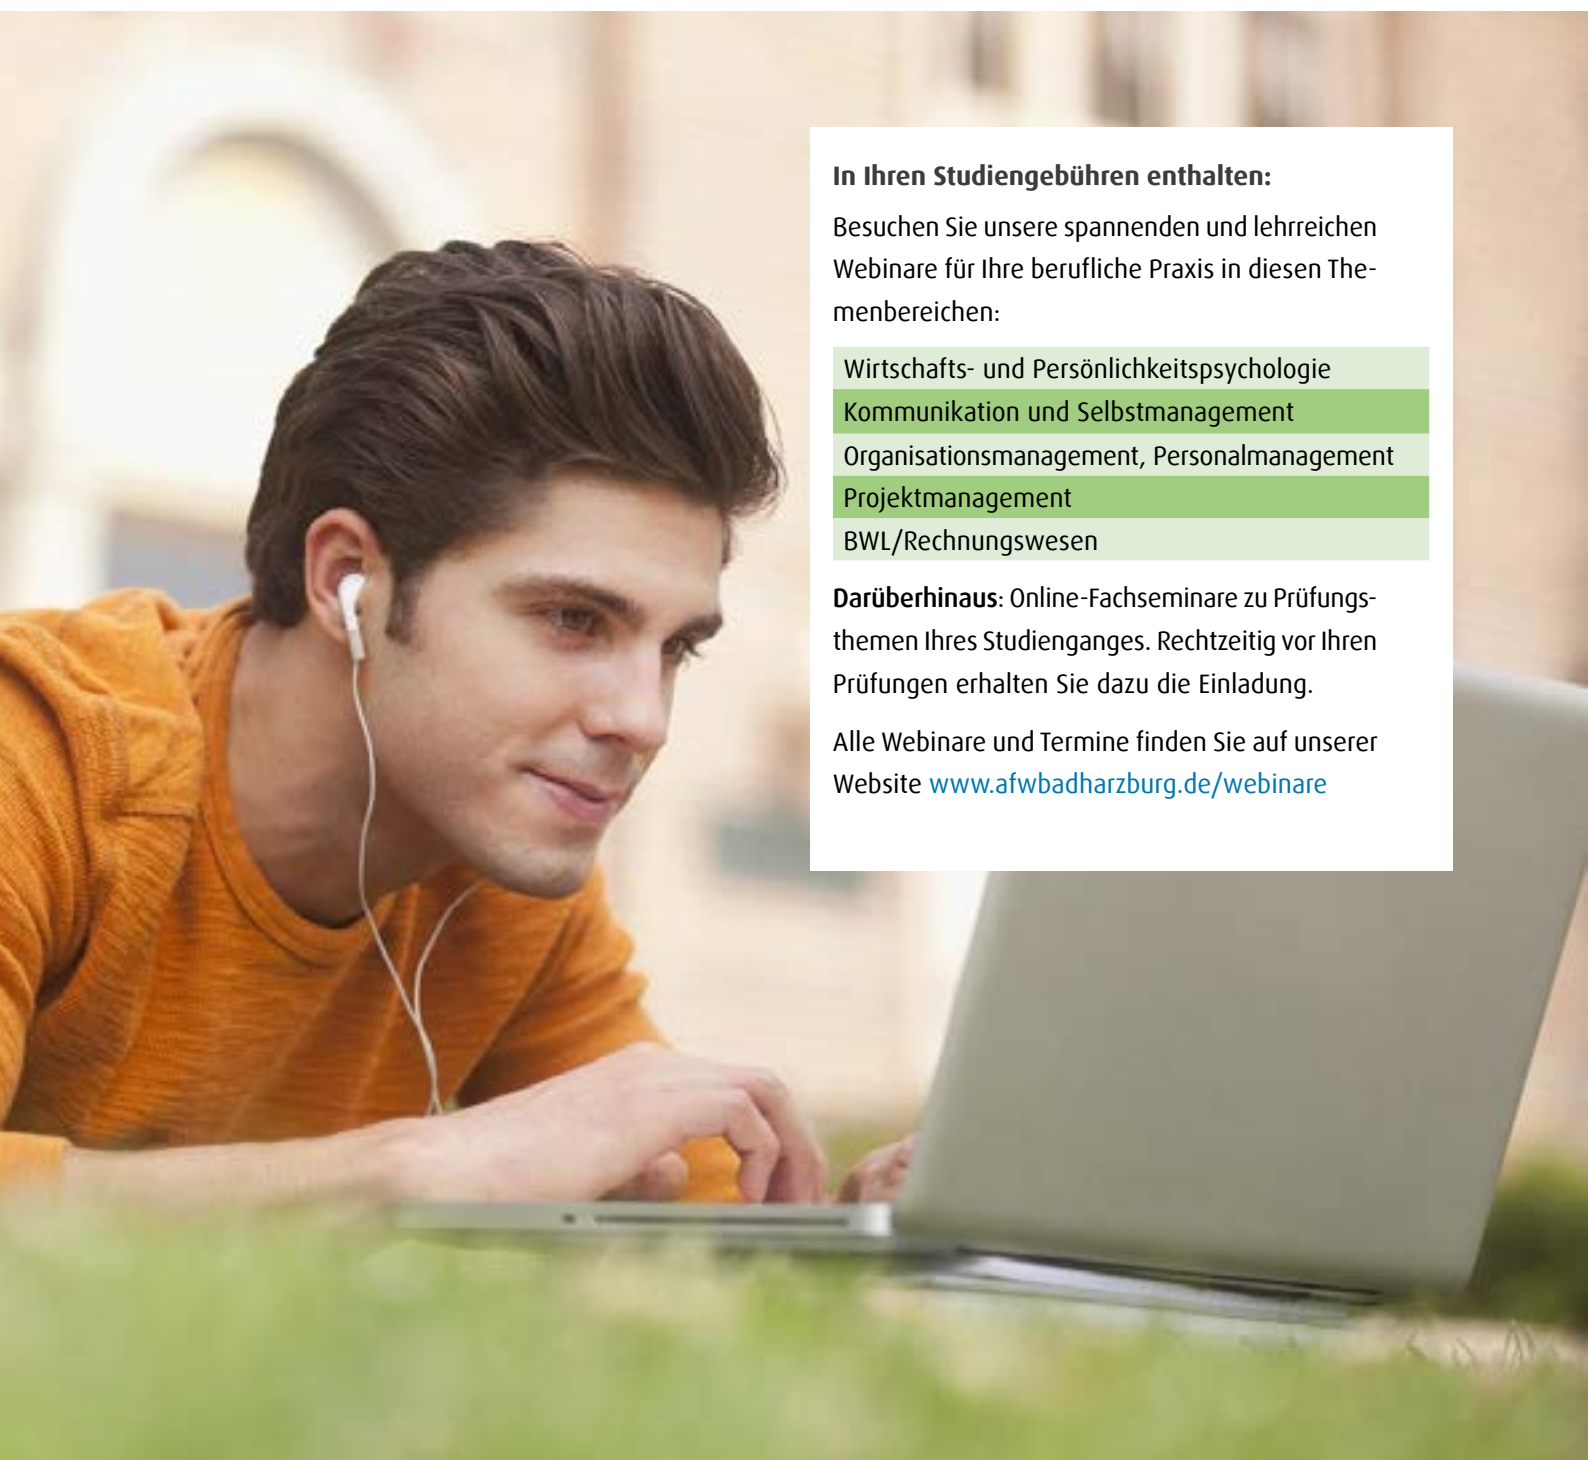 In Ihren Studiengebühren enthalten:
Besuchen Sie unsere spannenden und lehrreichen
Webinare für Ihre berufliche Praxis in diesen The-
menbereichen:
Wirtschafts- und Persönlichkeitspsychologie
Kommunikation und Selbstmanagement
Organisationsmanagement, Personalmanagement
Projektmanagement
BWL/Rechnungswesen
Darüberhinaus: Online-Fachseminare zu Prüfungs-
themen Ihres Studienganges. Rechtzeitig vor Ihren
Prüfungen erhalten Sie dazu die Einladung.
Alle Webinare und Termine finden Sie auf unserer
Website www.afwbadharzburg.de/webinare